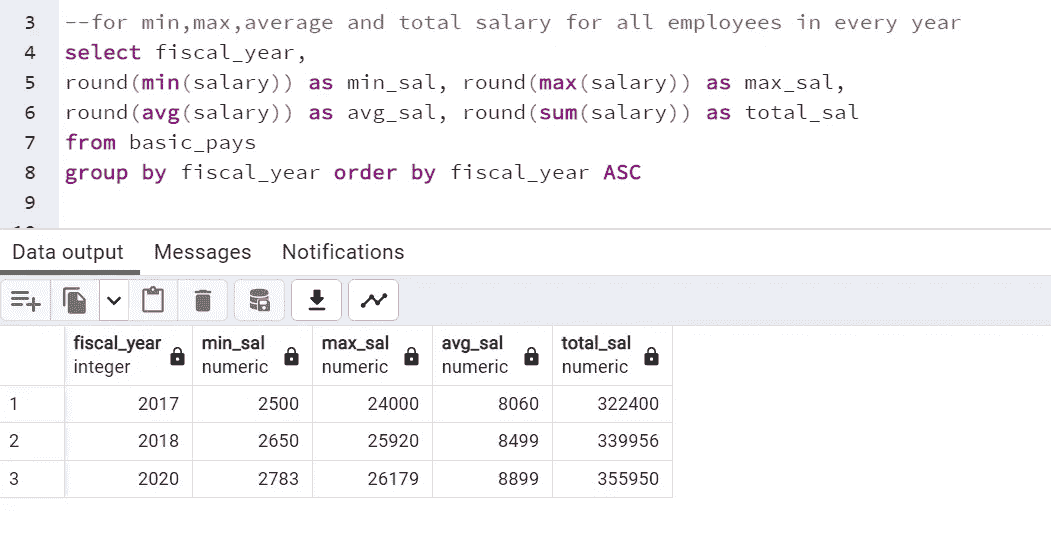 3 --for min,max,average and total salary for all employees in every year
4 select fiscal_year,
5 round(min(salary)) as min_sal, round(max(salary)) as max_sal,
6 round(avg(salary)) as avg_sal, round(sum(salary)) as total_sal
7 from basic_pays
8 group by fiscal_year order by fiscal_year ASC
9
Data output Messages Notifications
fiscal_year min_sal max_sal avg_sal total_sal
integer numeric numeric numeric numeric
1 2017 2500 24000 8060 322400
2 2018 2650 25920 8499 339956
3 2020 2783 26179 8899 355950